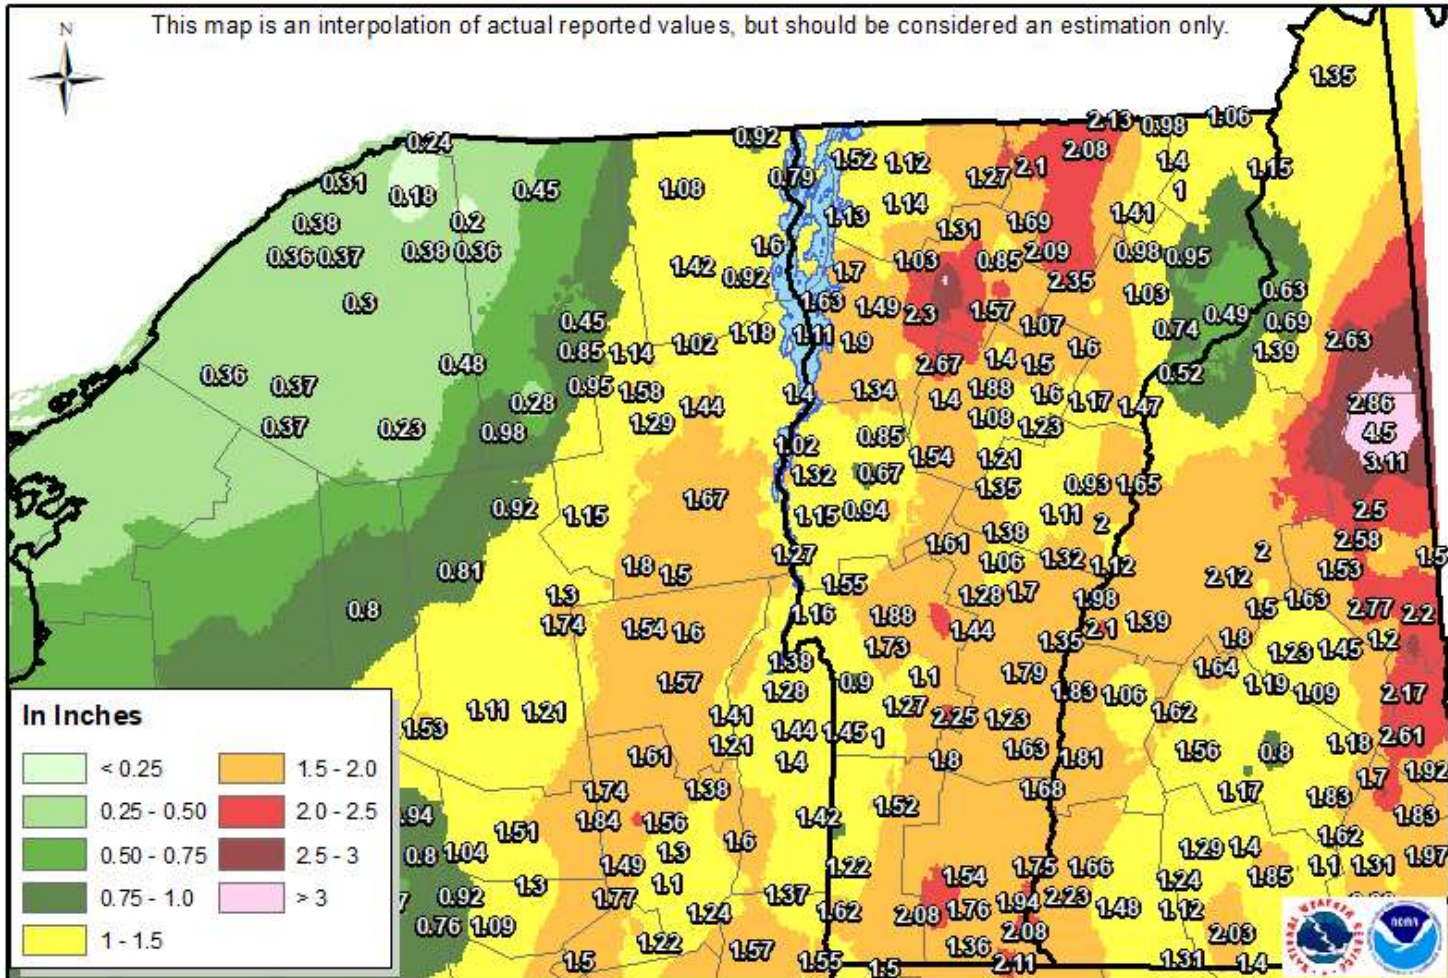 This map is an interpolation of actual reported values, but should be considered an estimation only.
N
1.35
2.13 0.98 1.06
0.24 0.92
2.08
1.52 1.12 1.4 1.15
0.31 0.18 0.45 1.08 0.79 1.27 2.1 1
0.38 0.2 1.13 1.14 1.31 1.69 1.41
0.36 0.37 0.38 0.36 1.6 1.03 0.85 2.09 0.98 0.95
1.42 0.92 1.7 2.35
0.3 1.63 1.49 2.3 1.57 1.03 0.63
0.45 1.07 0.74 0.49 0.69
0.85 1.14 1.02 1.18 1.11 1.9 1.6 1.39 2.63
0.36 0.37 0.48 2.67 1.4 1.5 0.52
0.95 1.58 1.4 1.34 1.4 1.88 1.6 1.17 1.47 2.86
0.28 1.44
0.37 0.23 0.98 1.29 1.02 0.85 1.08 1.23 4.5
1.32 0.67 1.54 1.21 3.11
1.67 1.35 0.93 1.65
0.92 1.15 1.15 0.94 1.11 2 2.5
1.27 1.61 1.38 2 2.58
0.81 1.8 1.5 1.06 1.32 1.12 2.12 1.53 1.5
1.3 1.55 1.28 1.7 1.98 1.5 1.63
0.8 1.74 1.54 1.6 1.16 1.88 1.44 2.1 1.39 2.77 2.2
1.38 1.73 1.35 1.8 1.23 1.45 1.2
1.57 1.28 0.9 1.1 1.79 1.83 1.06 1.64 1.19 1.09 2.17
1.53 1.11 1.21 1.41 1.27 2.25 1.23 1.62
1.61 1.21 1.44 1.45 1 1.63 1.56 0.8 1.18 2.61
1.4 1.8 1.81 1.7 1.92
1.74 1.38 1.52 1.68 1.17 1.83
.94 1.51 1.84 1.56 1.42 1.83
0.8 1.04 1.49 1.3 1.6 1.22 1.75 1.66 1.29 1.4 1.62 1.1 1.31 1.97
1.3 1.1 1.54 1.24 1.85
7 0.92 1.77 1.37 1.94 2.23
0.76 1.09 1.24 1.62 2.08 1.76 2.08 1.48 1.12
1.22 1.57 1.36 2.03
1.5 1.55 1.5 2.11 1.31 1.4
In Inches
< 0.25 1.5 - 2.0
0.25 - 0.50 2.0 - 2.5
0.50 - 0.75 2.5 - 3
0.75 - 1.0 > 3
1 - 1.5
NATIONAL WEATHER SERVICE
noaa